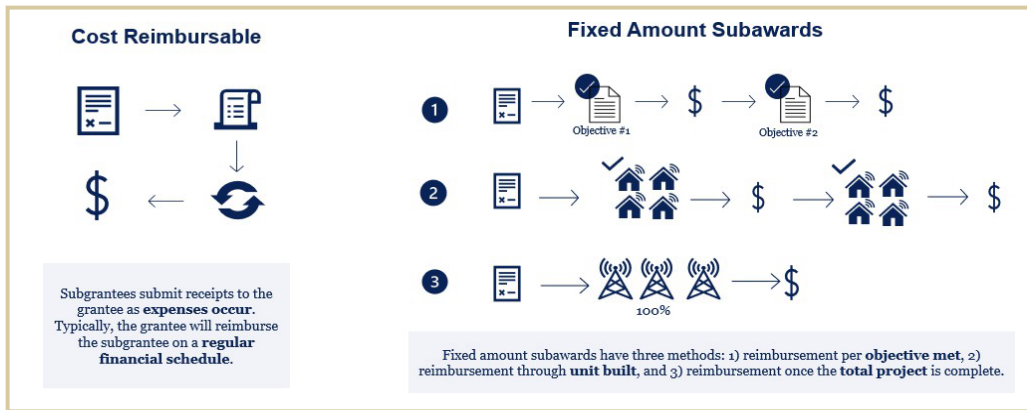 Cost Reimbursable
$
Subgrantees submit receipts to the
grantee as expenses occur.
Typically, the grantee will reimburse
the subgrantee on a regular
financial schedule.
Fixed Amount Subawards
1
$
$
Objective #1
Objective #2
2
$
$
3
$
100%
Fixed amount subawards have three methods: 1) reimbursement per objective met, 2)
reimbursement through unit built, and 3) reimbursement once the total project is complete.